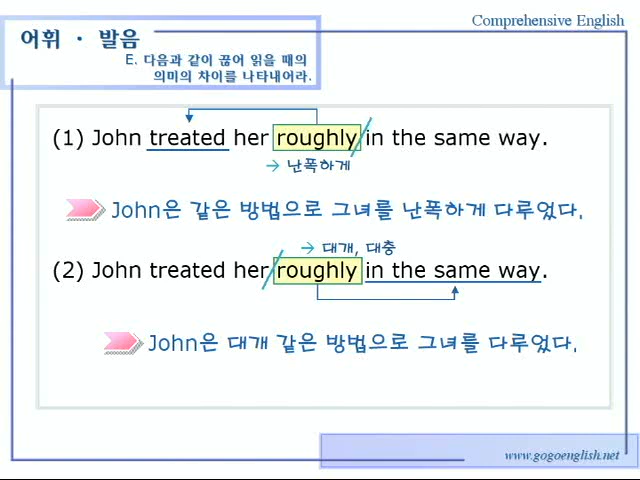 Comprehensive English
어휘 · 발음
E. 다음과 같이 끊어 읽을 때의
의미의 차이를 나타내어라.
(1) John treated her roughly / in the same way.
→ 난폭하게
John은 같은 방법으로 그녀를 난폭하게 다루었다.
→ 대개, 대충
(2) John treated her / roughly in the same way.
John은 대개 같은 방법으로 그녀를 다루었다.
www.gogoenglish.net